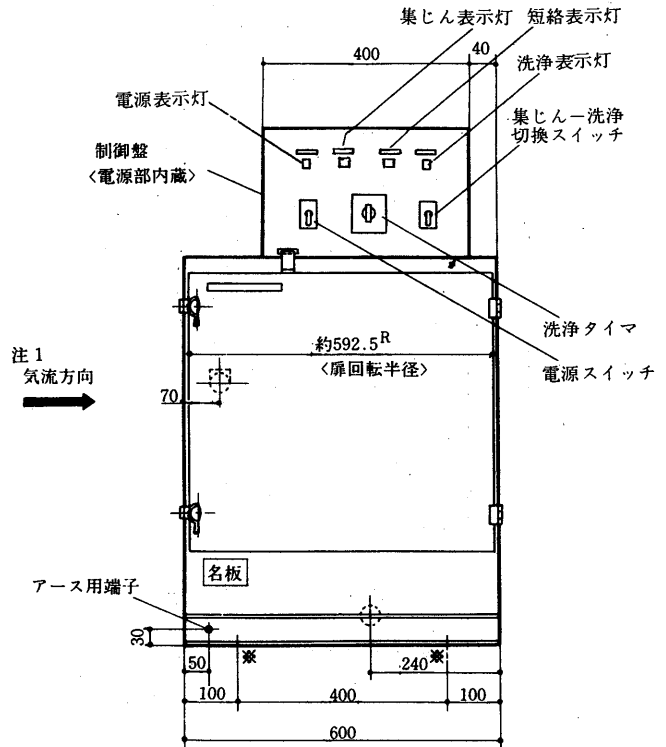 集じん表示灯 短絡表示灯
400
40
洗浄表示灯
電源表示灯
集じん－洗浄
切換スイッチ
制御盤
〈電源部内蔵〉
洗浄タイマ
約592.5R
〈扉回転半径〉
電源スイッチ
注1
気流方向
70
名板
アース用端子
30
※
※
50
240
100
400
100
600